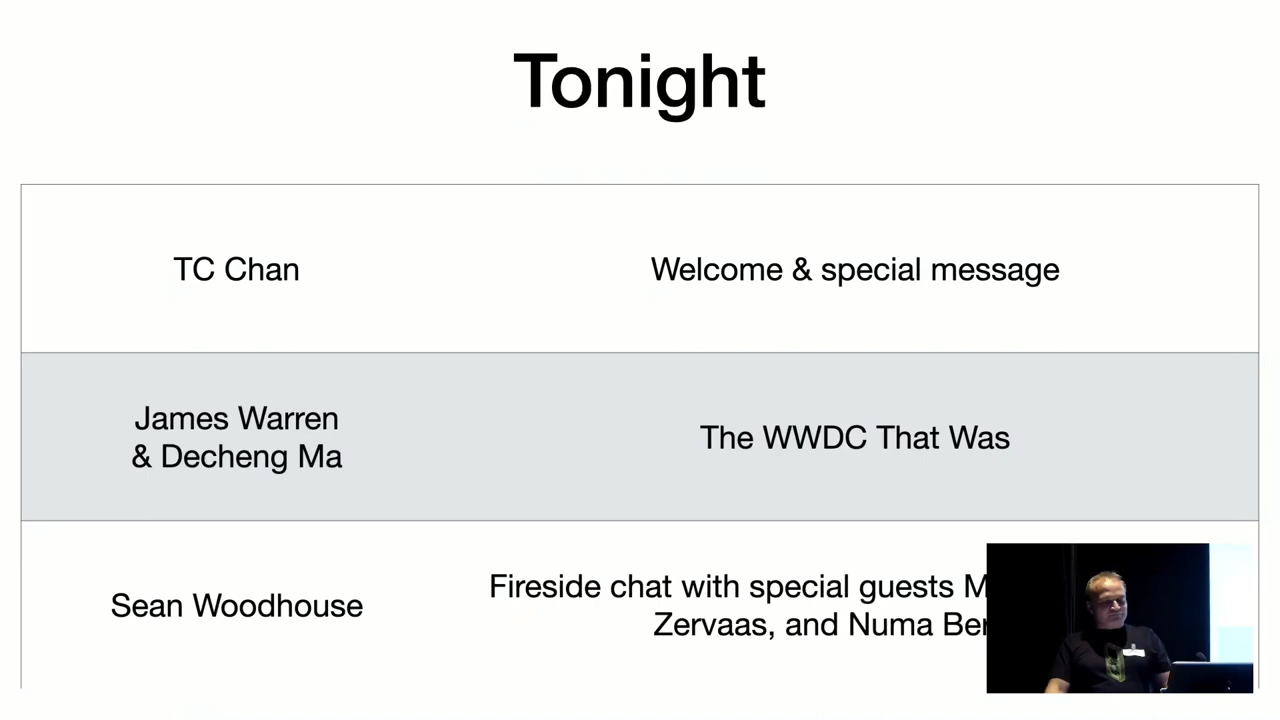 Tonight
TC Chan
Welcome & special message
James Warren
& Decheng Ma
The WWDC That Was
Sean Woodhouse
Fireside chat with special guests
Zervaas, and Numa